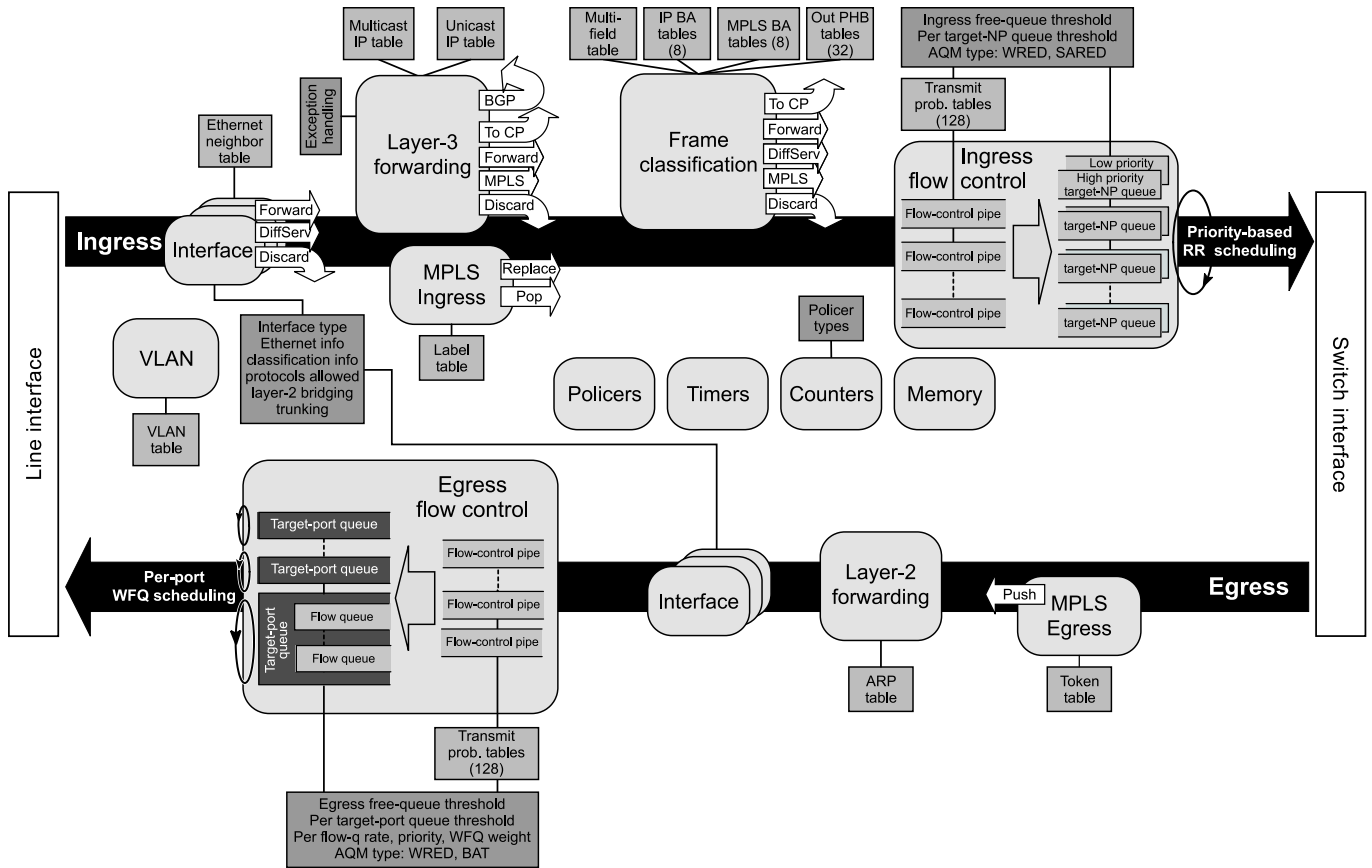 Multicast
IP table
Unicast
IP table
Multi-
field
table
IP BA
tables
(8)
MPLS BA
tables (8)
Out PHB
tables
(32)
Ingress free-queue threshold
Per target-NP queue threshold
AQM type: WRED, SARED
Exception
handling
Layer-3
forwarding
BGP
To CP
Forward
MPLS
Discard
Frame
classification
To CP
Forward
DiffServ
MPLS
Discard
Transmit
prob. tables
(128)
Ethernet
neighbor
table
Ingress
flow control
Low priority
High priority
target-NP queue
Flow-control pipe
target-NP queue
Flow-control pipe
target-NP queue
Flow-control pipe
target-NP queue
Priority-based
RR scheduling
Ingress
Interface
Forward
DiffServ
Discard
MPLS
Ingress
Replace
Pop
Label
table
Interface type
Ethernet info
classification info
protocols allowed
layer-2 bridging
trunking
VLAN
VLAN
table
Policer
types
Policers
Timers
Counters
Memory
Line interface
Switch interface
Egress
flow control
Target-port queue
Target-port queue
Target-port
queue
Flow queue
Flow queue
Flow-control pipe
Flow-control pipe
Flow-control pipe
Per-port
WFQ scheduling
Interface
Layer-2
forwarding
ARP
table
Push
MPLS
Egress
Token
table
Egress
Transmit
prob. tables
(128)
Egress free-queue threshold
Per target-port queue threshold
Per flow-q rate, priority, WFQ weight
AQM type: WRED, BAT